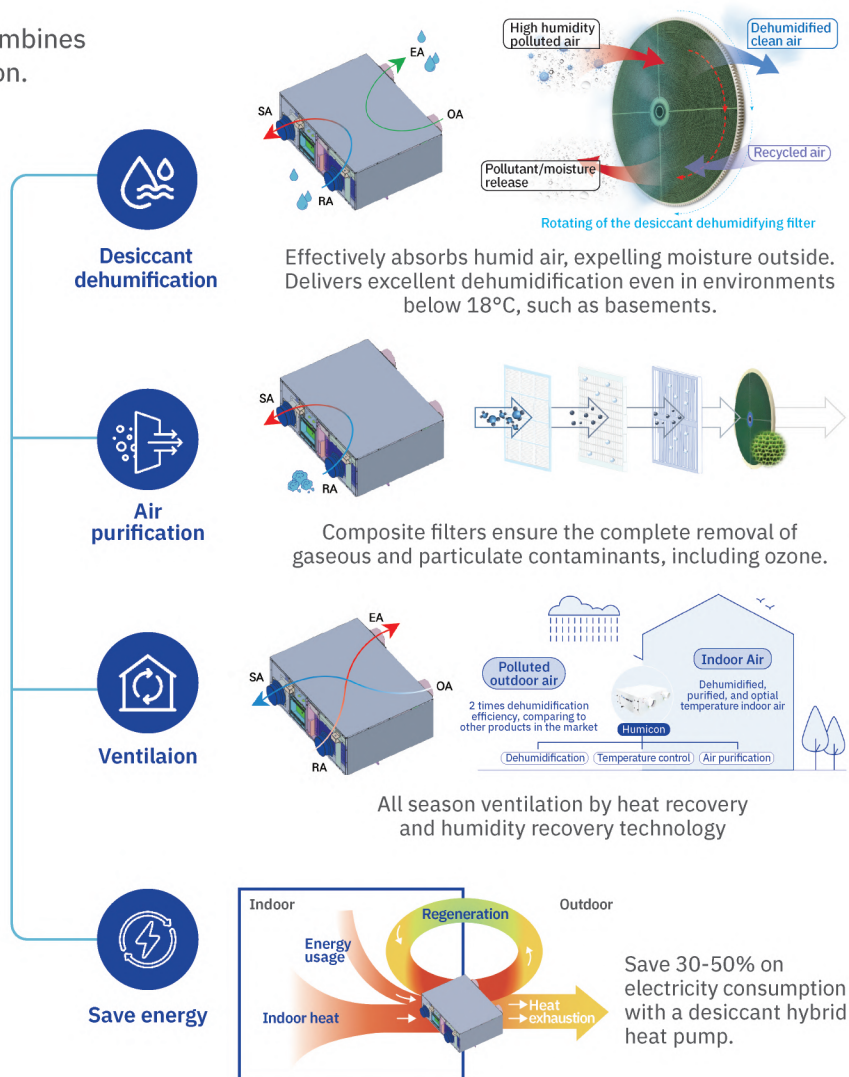 mbines
on.
EA
SA
OA
RA
High humidity
polluted air
Dehumidified
clean air
Pollutant/moisture
release
Recycled air
Rotating of the desiccant dehumidifying filter
Desiccant
dehumification
Effectively absorbs humid air, expelling moisture outside.
Delivers excellent dehumidification even in environments
below 18°C, such as basements.
SA
RA
Air
purification
Composite filters ensure the complete removal of
gaseous and particulate contaminants, including ozone.
EA
SA
OA
RA
Polluted
outdoor air
2 times dehumidification
efficiency, comparing to
other products in the market
Indoor Air
Dehumidified,
purified, and optial
temperature indoor air
Humicon
Dehumidification
Temperature control
Air purification
Ventilaion
All season ventilation by heat recovery
and humidity recovery technology
Indoor
Regeneration
Outdoor
Energy
usage
Indoor heat
Heat
exhaustion
Save energy
Save 30-50% on
electricity consumption
with a desiccant hybrid
heat pump.